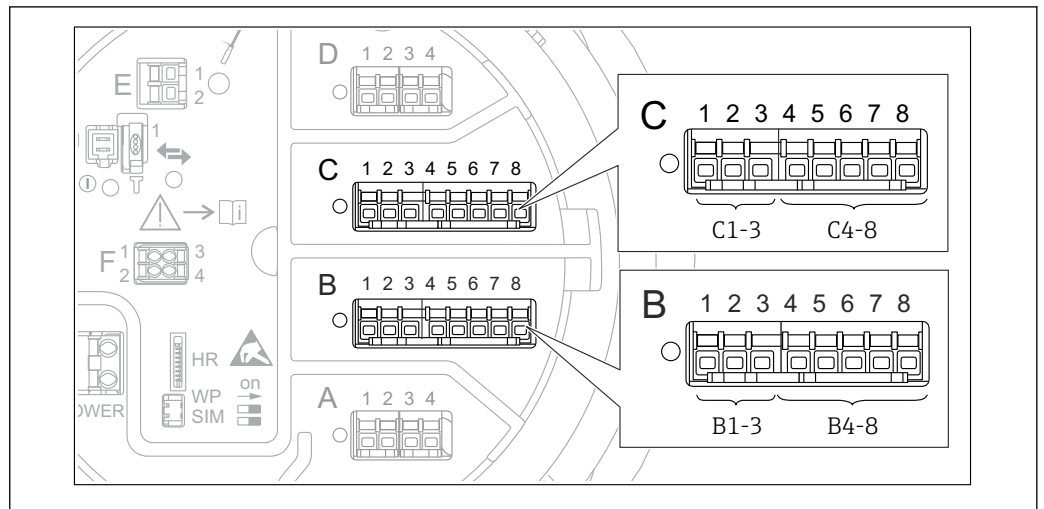 D 1 2 3 4
E 1
2
1
C 1 2 3 4 5 6 7 8
i
F 1 3
2 4
B 1 2 3 4 5 6 7 8
HR
WP on
SIM
OWER
A 1 2 3 4
C 1 2 3 4 5 6 7 8
C1-3 C4-8
B 1 2 3 4 5 6 7 8
B1-3 B4-8